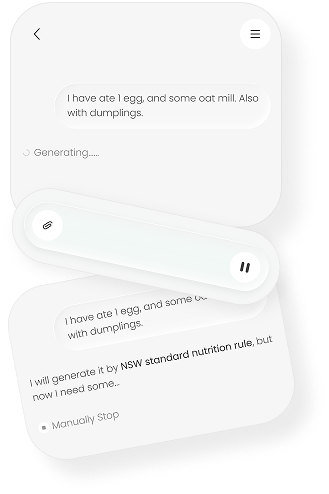 I have ate 1 egg, and some oat mill. Also
with dumplings.
Generating.....
I have ate 1 egg, and some
with dumplings.
I will generate it by NSW standard nutrition rule, but
now I need some...
Manually Stop